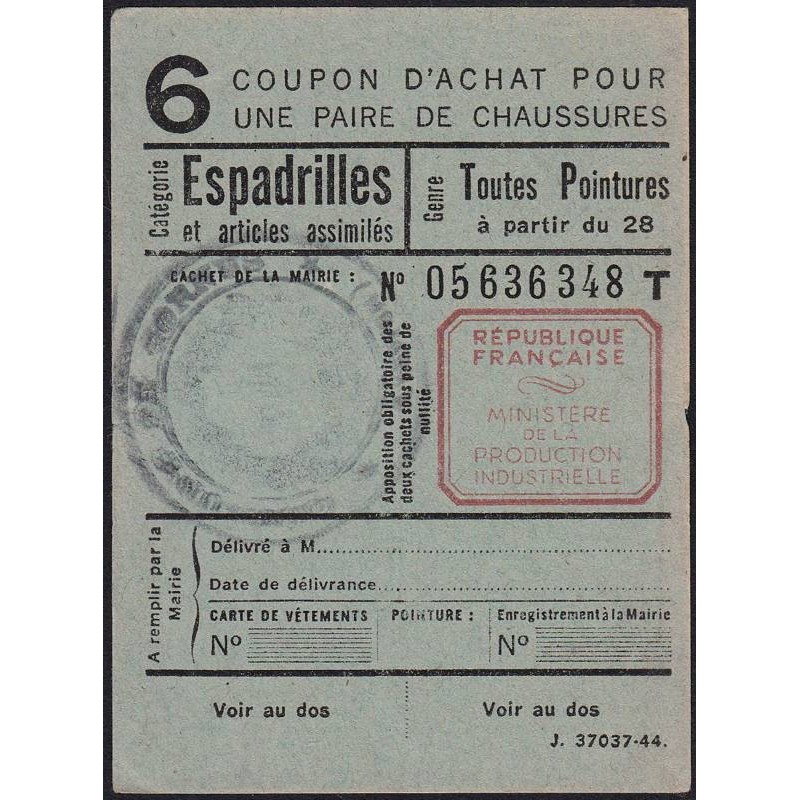 6 COUPON D'ACHAT POUR
UNE PAIRE DE CHAUSSURES
Catégorie
Espadrilles
et articles assimilés
Genre
Toutes Pointures
à partir du 28
CACHET DE LA MAIRIE :
No 05636348 T
Apposition obligatoire des
deux cachets sous peine de
nullité
RÉPUBLIQUE
FRANÇAISE
MINISTÈRE
DE LA
PRODUCTION
INDUSTRIELLE
A remplir par la
Mairie
Délivré à M
Date de délivrance
CARTE DE VÊTEMENTS
No
POINTURE :
Enregistrement à la Mairie
No
Voir au dos
Voir au dos
J. 37037-44.